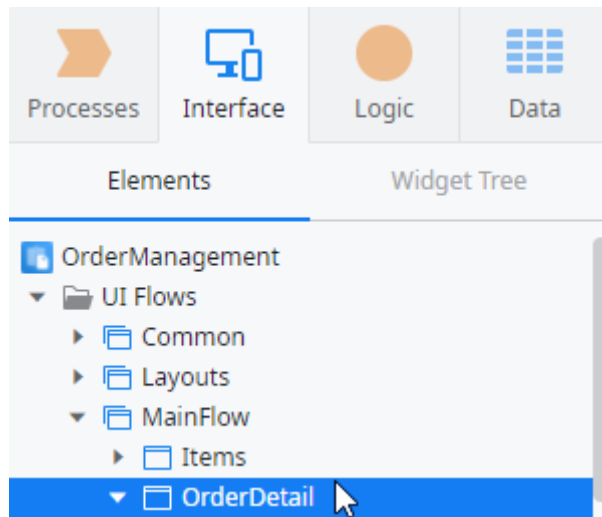 Processes Interface Logic Data
Elements Widget Tree
OrderManagement
UI Flows
Common
Layouts
MainFlow
Items
OrderDetail